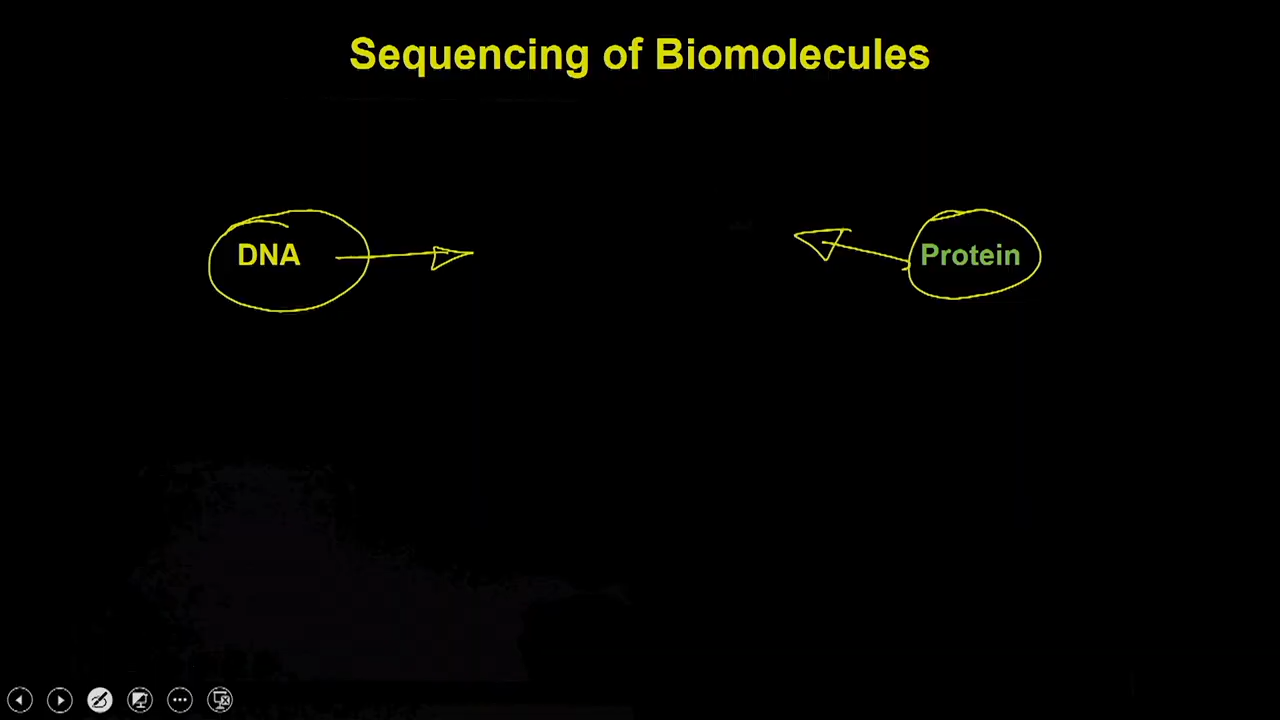 Sequencing of Biomolecules
DNA
Protein